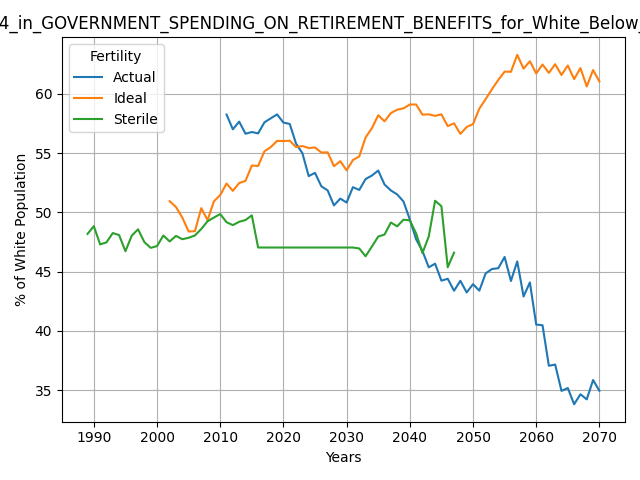 4_in_GOVERNMENT_SPENDING_ON_RETIREMENT_BENEFITS_for_White_Below_
Fertility
Actual
Ideal
Sterile
% of White Population
60
55
50
45
40
35
1990 2000 2010 2020 2030 2040 2050 2060 2070
Years